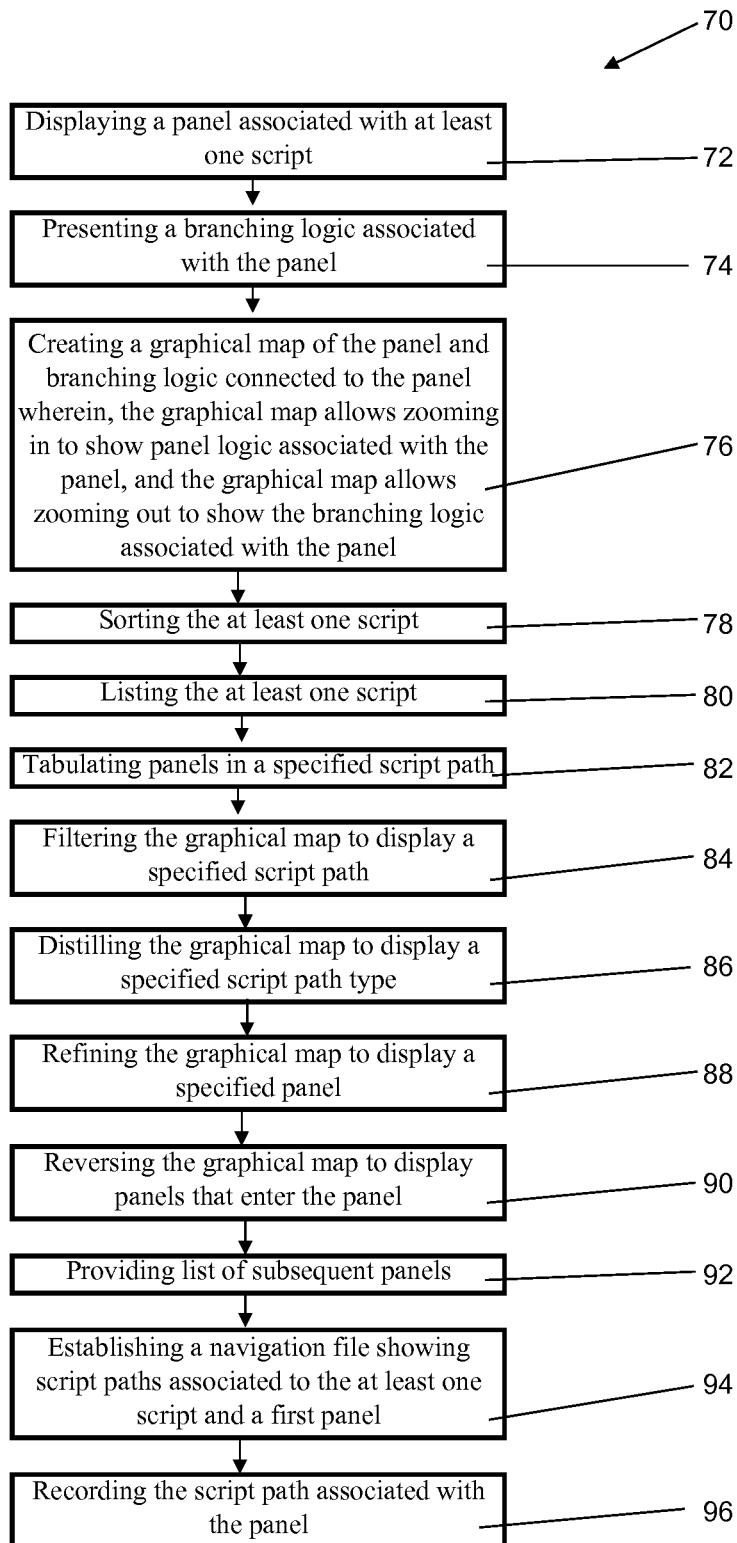 70
Displaying a panel associated with at least
one script
72
Presenting a branching logic associated
with the panel
74
Creating a graphical map of the panel and
branching logic connected to the panel
wherein, the graphical map allows zooming
in to show panel logic associated with the
panel, and the graphical map allows
zooming out to show the branching logic
associated with the panel
76
Sorting the at least one script
78
Listing the at least one script
80
Tabulating panels in a specified script path
82
Filtering the graphical map to display a
specified script path
84
Distilling the graphical map to display a
specified script path type
86
Refining the graphical map to display a
specified panel
88
Reversing the graphical map to display
panels that enter the panel
90
Providing list of subsequent panels
92
Establishing a navigation file showing
script paths associated to the at least one
script and a first panel
94
Recording the script path associated with
the panel
96